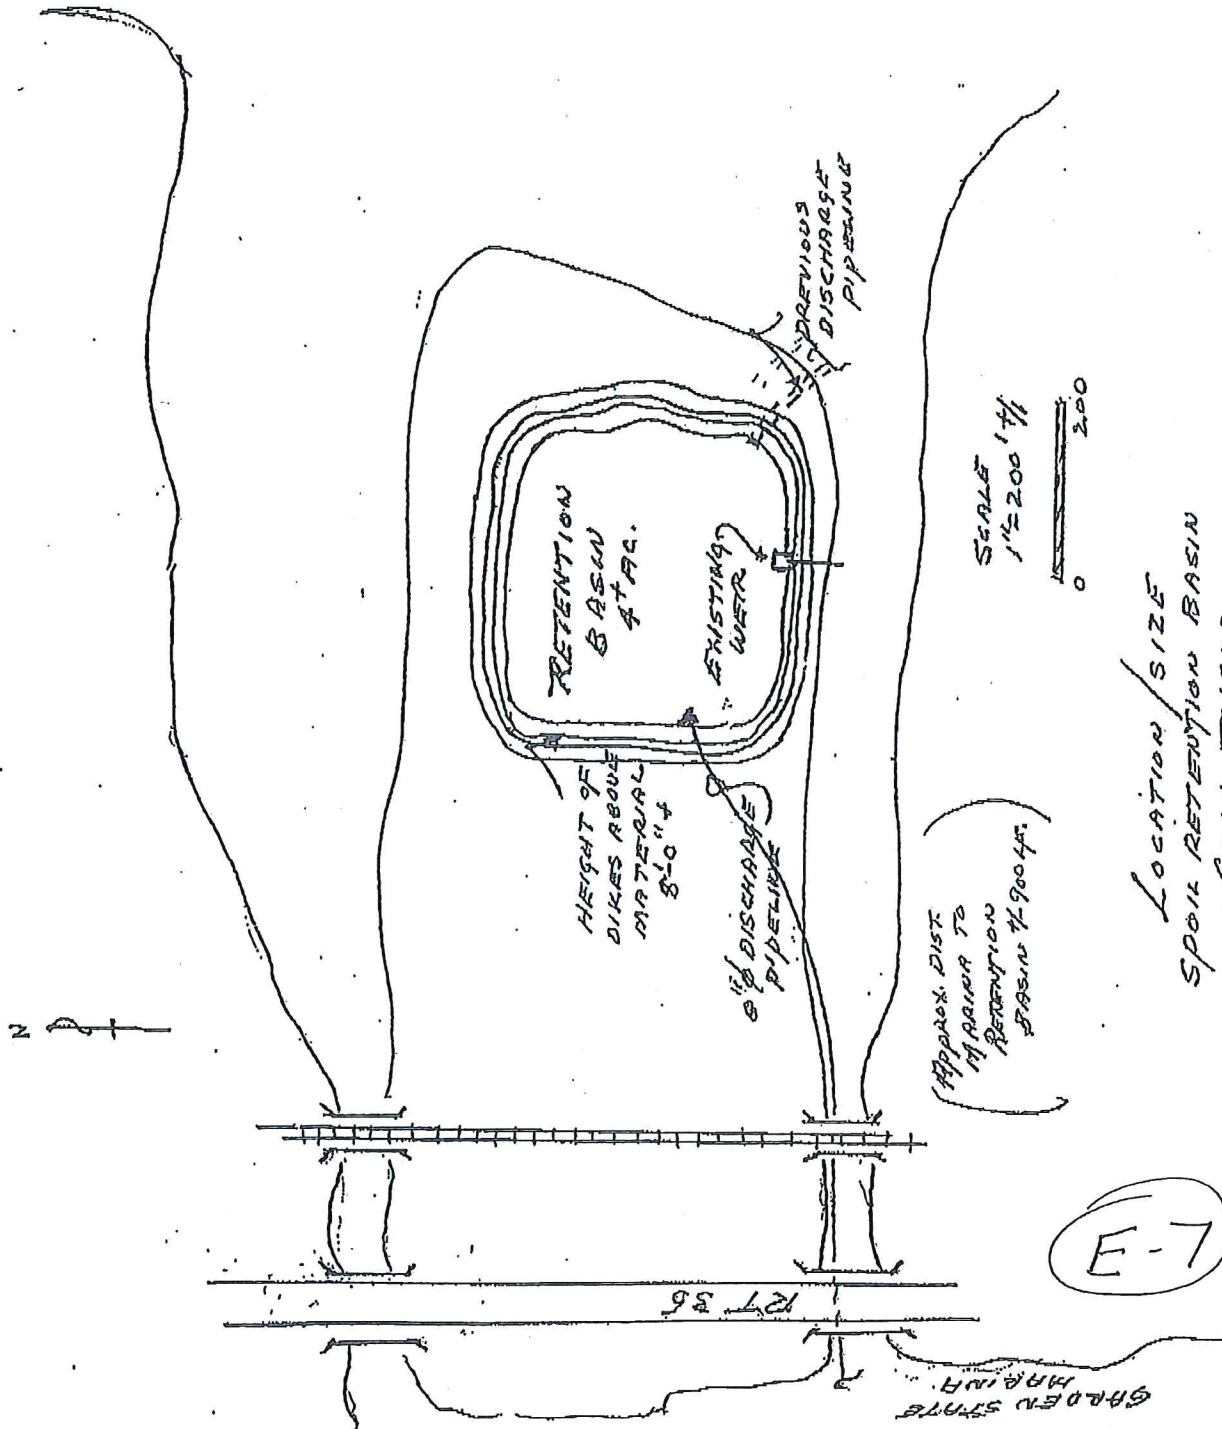 N
PREVIOUS
DISCHARGE
PIPELINE
RETENTION
BASIN
4± AC.
EXISTING
WEIR
HEIGHT OF
DIKES ABOVE
MATERIAL
8'-0"±
8"Ø DISCHARGE
PIPELINE
(APPROX. DIST.
MARINA TO
RETENTION
BASIN +/- 900 LF.)
SCALE
1"=200' +/-
0 200
RT 35
GARDEN STATE
MARINA
LOCATION/SIZE
SPOIL RETENTION BASIN
E-7